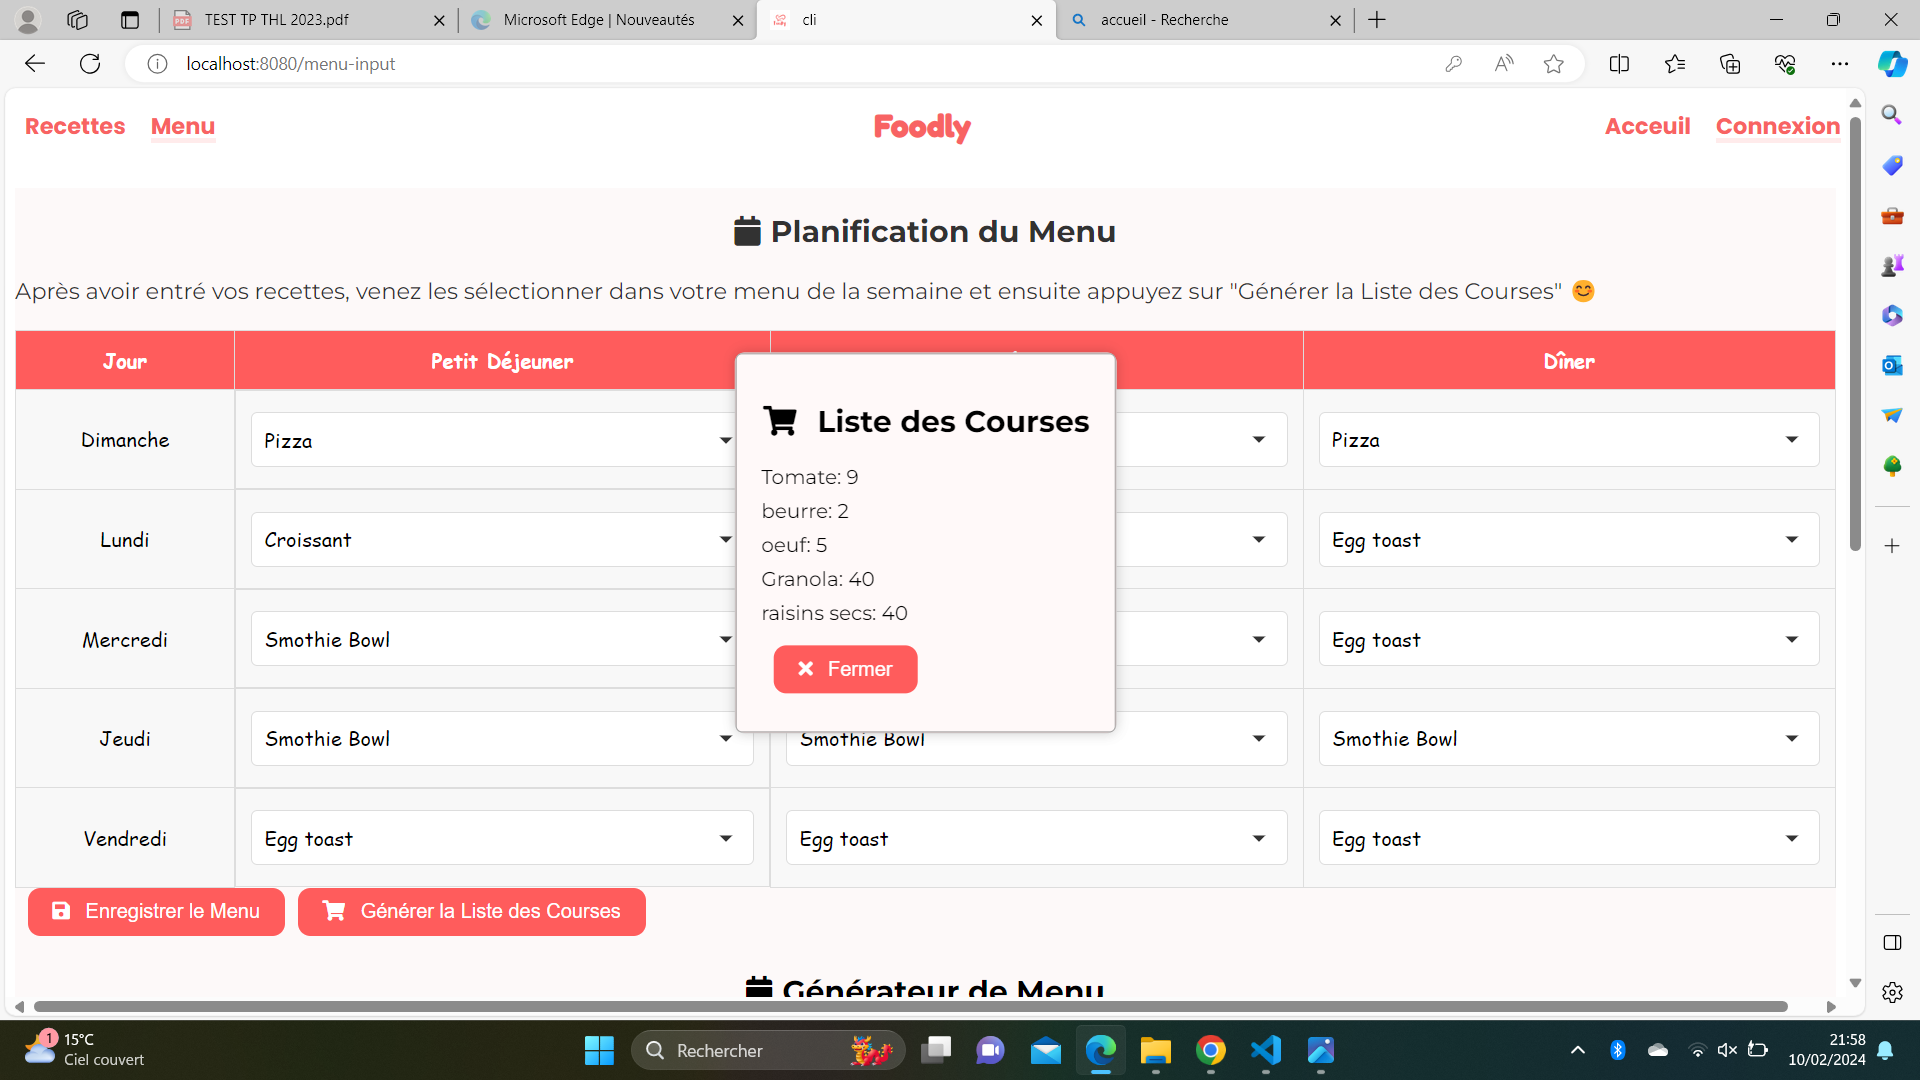 TEST TP THL 2023.pdf
Microsoft Edge | Nouveautés
cli
accueil - Recherche
localhost:8080/menu-input
Recettes Menu Foodly Acceuil Connexion
Planification du Menu
Après avoir entré vos recettes, venez les sélectionner dans votre menu de la semaine et ensuite appuyez sur "Générer la Liste des Courses" 😊
Jour Petit Déjeuner Dîner
Dimanche Pizza Pizza
Lundi Croissant Egg toast
Mercredi Smothie Bowl Egg toast
Jeudi Smothie Bowl Smothie Bowl Smothie Bowl
Vendredi Egg toast Egg toast Egg toast
Liste des Courses
Tomate: 9
beurre: 2
oeuf: 5
Granola: 40
raisins secs: 40
Fermer
Enregistrer le Menu Générer la Liste des Courses
Générateur de Menu
1
15°C
Ciel couvert
Rechercher
21:58
10/02/2024